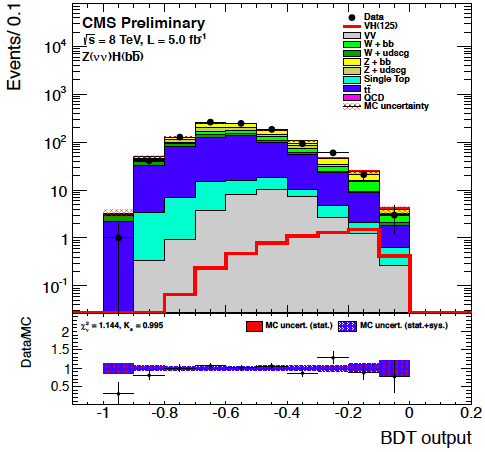 Events/ 0.1
CMS Preliminary
√s = 8 TeV, L = 5.0 fb⁻¹
Z(νν)H(bb̅)
Data
VH(125)
VV
W + bb
W + udscg
Z + bb
Z + udscg
Single Top
tt̅
QCD
MC uncertainty
10⁴
10³
10²
10
1
10⁻¹
Data/MC
χ²ᵥ = 1.144, Kₛ = 0.995
MC uncert. (stat.)
MC uncert. (stat.+sys.)
2
1.5
1
0.5
-1 -0.8 -0.6 -0.4 -0.2 0 0.2
BDT output